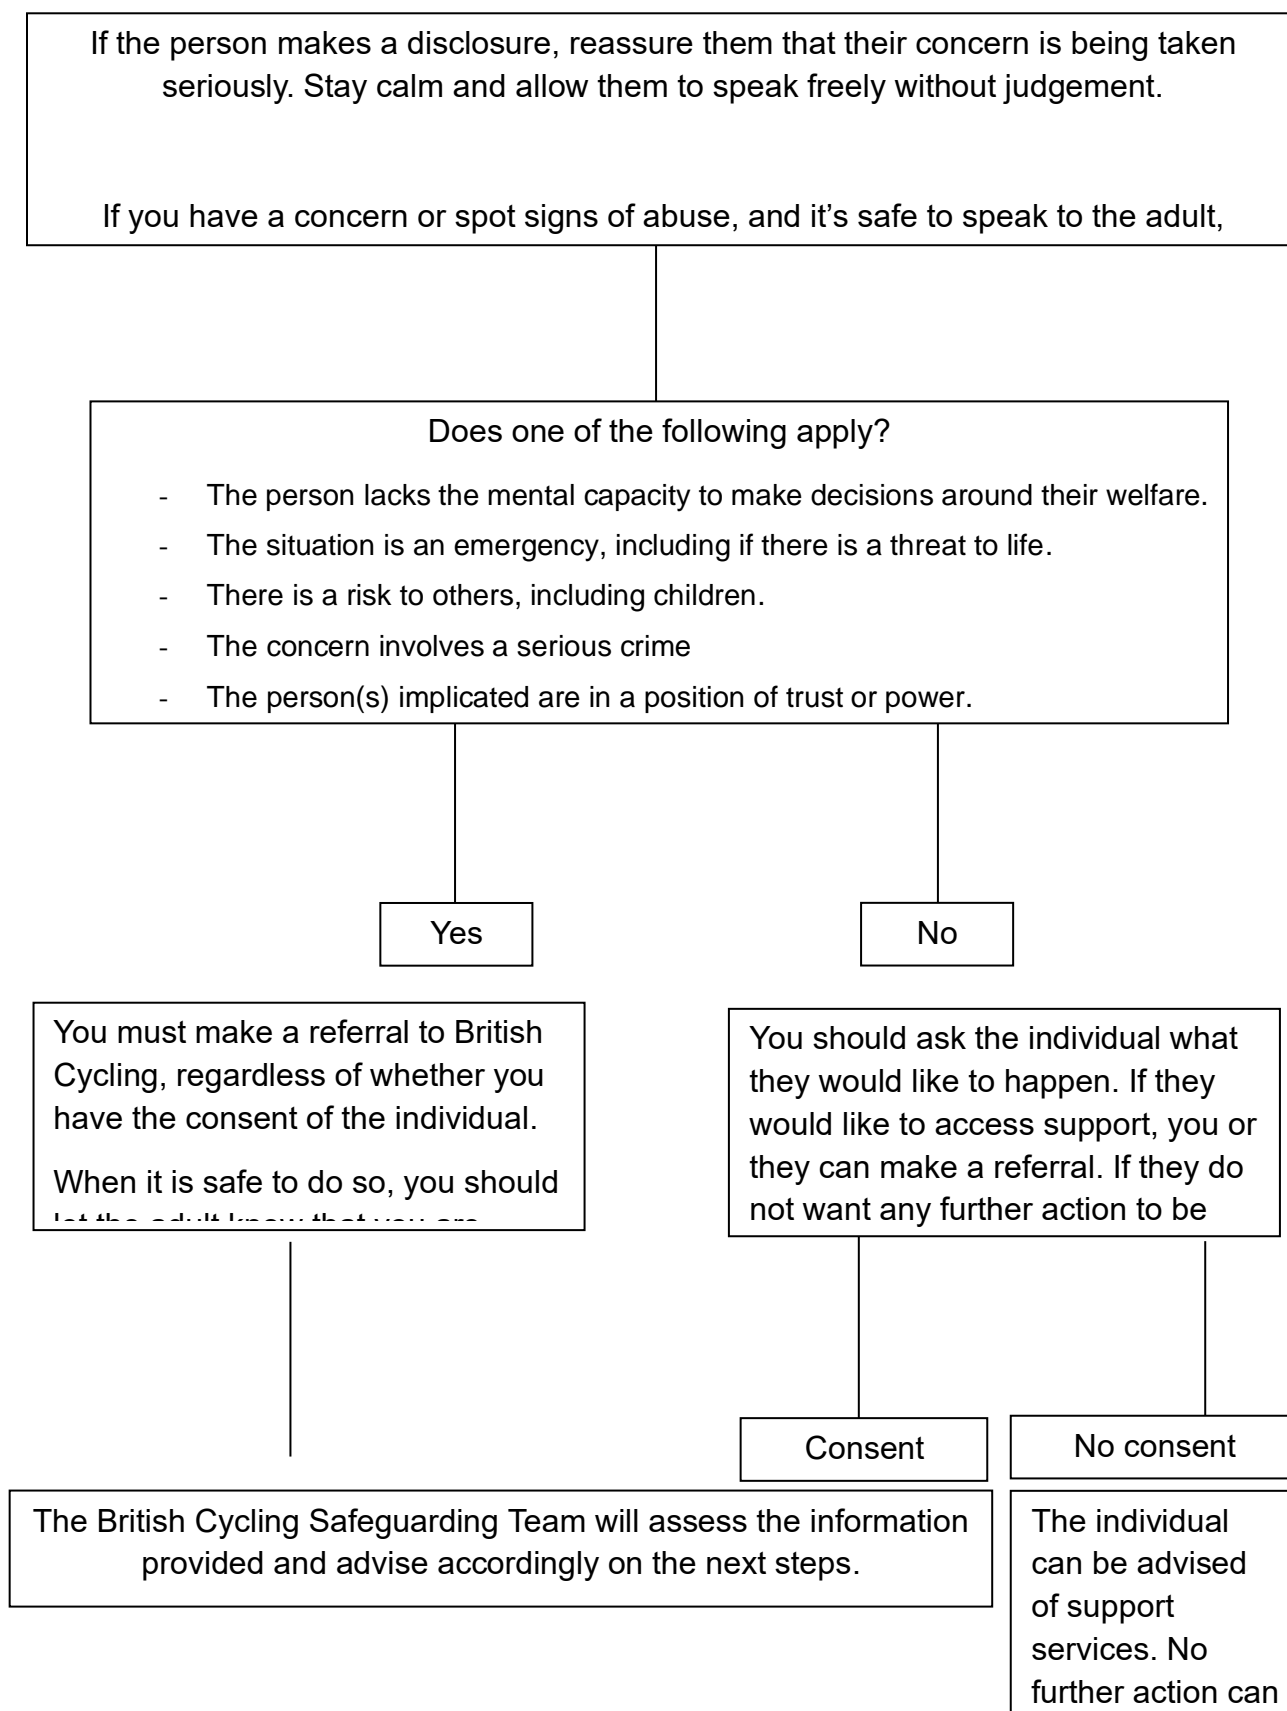 If the person makes a disclosure, reassure them that their concern is being taken
seriously. Stay calm and allow them to speak freely without judgement.
If you have a concern or spot signs of abuse, and it’s safe to speak to the adult,
Does one of the following apply?
- The person lacks the mental capacity to make decisions around their welfare.
- The situation is an emergency, including if there is a threat to life.
- There is a risk to others, including children.
- The concern involves a serious crime
- The person(s) implicated are in a position of trust or power.
Yes
No
You must make a referral to British
Cycling, regardless of whether you
have the consent of the individual.
When it is safe to do so, you should
let the adult know that you are
You should ask the individual what
they would like to happen. If they
would like to access support, you or
they can make a referral. If they do
not want any further action to be
Consent
No consent
The British Cycling Safeguarding Team will assess the information
provided and advise accordingly on the next steps.
The individual
can be advised
of support
services. No
further action can